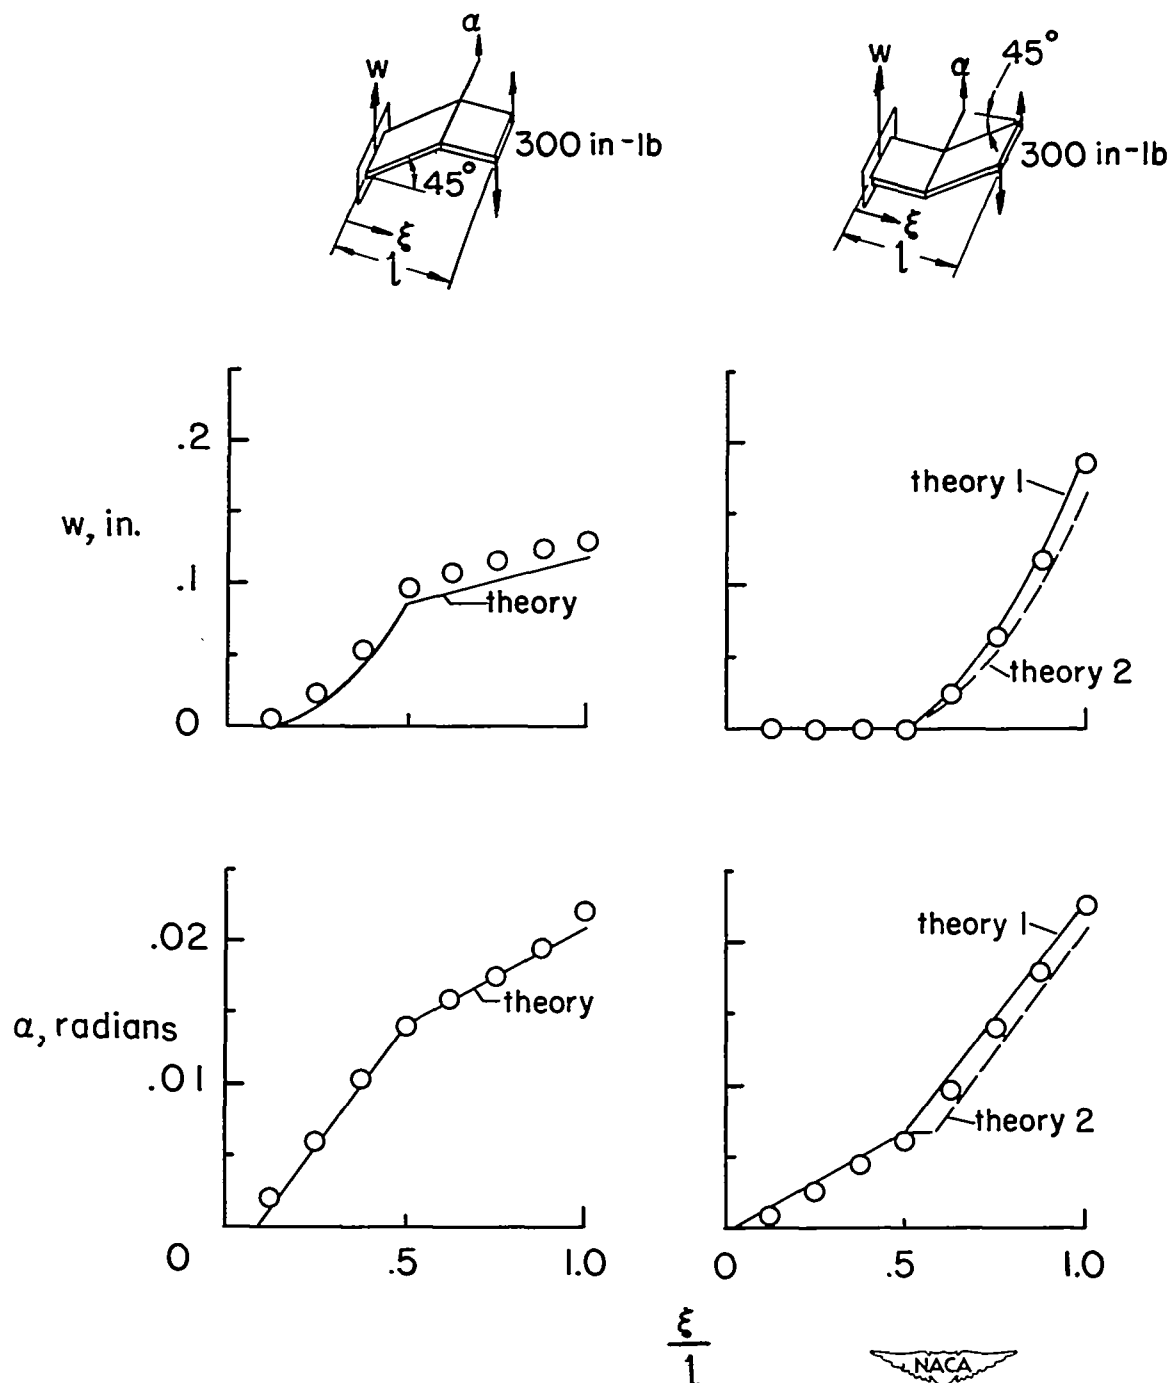 α
w
300 in-lb
45°
ξ
l
45°
w
α
300 in-lb
ξ
l
.2
w, in.
.1
0
theory
theory 1
theory 2
.02
α, radians
.01
theory
0
.5
1.0
theory 1
theory 2
0
.5
1.0
ξ
l
NACA